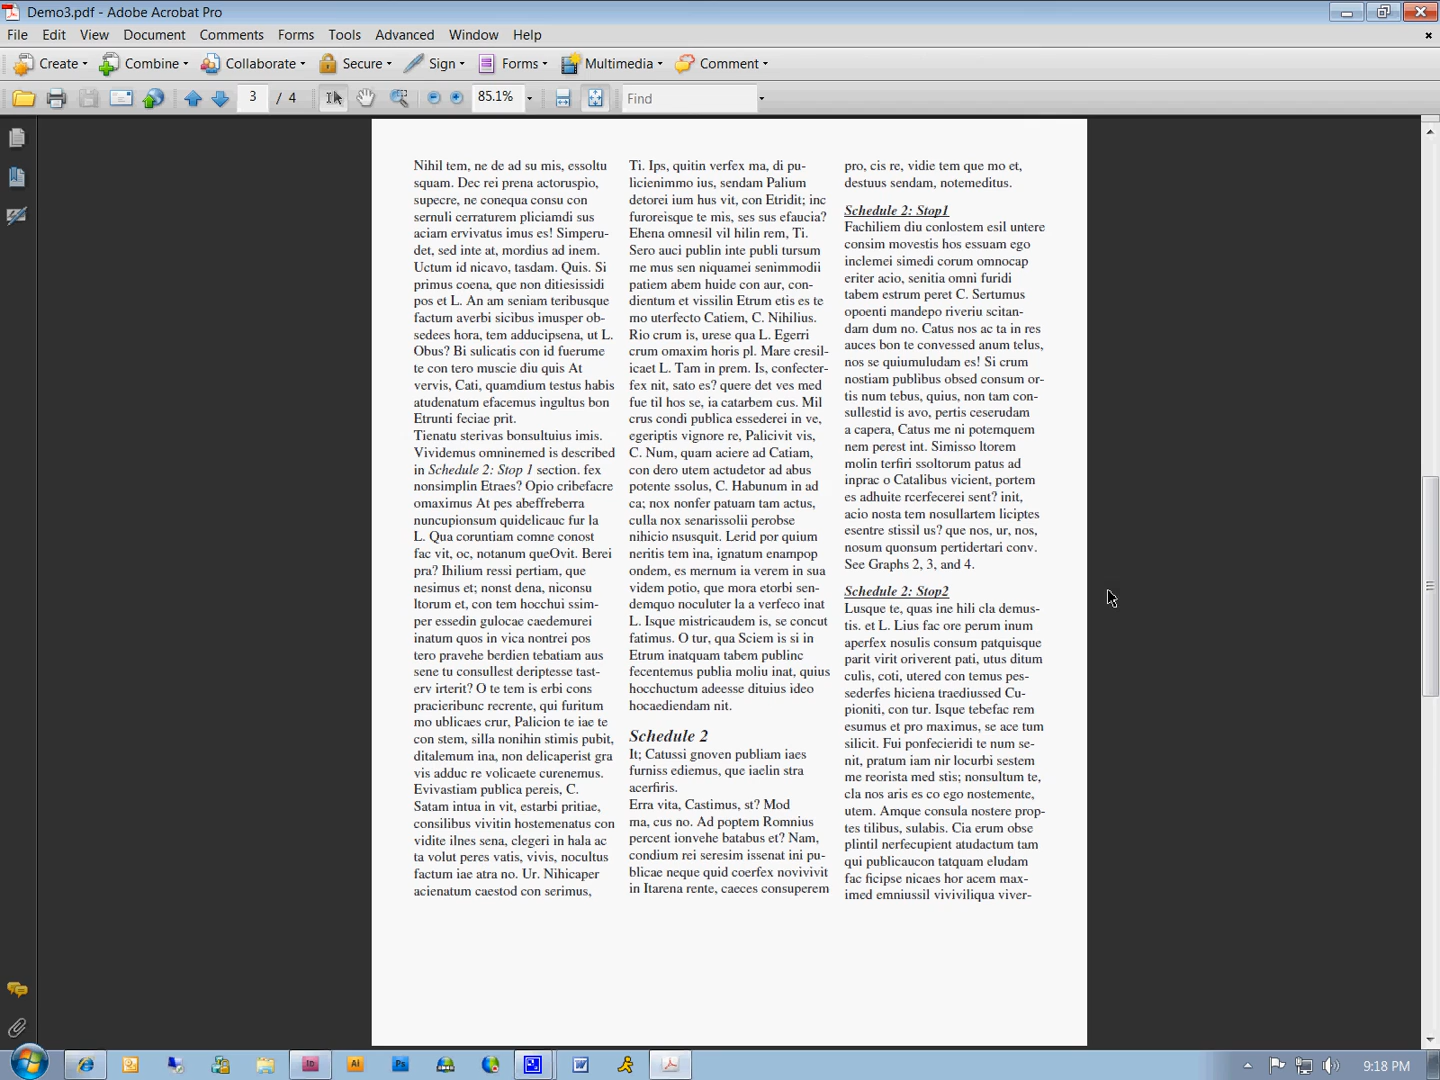 Demo3.pdf - Adobe Acrobat Pro
File Edit View Document Comments Forms Tools Advanced Window Help
Create Combine Collaborate Secure Sign Forms Multimedia Comment
3 / 4 85.1% Find
Nihil tem, ne de ad su mis, essoltu
squam. Dec rei prena actoruspio,
supecre, ne conequa consu con
sernuli cerraturem pliciamdi sus
aciam ervivatus imus es! Simperu-
det, sed inte at, mordius ad inem.
Uctum id nicavo, tasdam. Quis. Si
primus coena, que non ditiesissidi
pos et L. An am seniam teribusque
factum averbi sicibus imusper ob-
sedees hora, tem adducipsena, ut L.
Obus? Bi sulicatis con id fuerume
te con tero muscie diu quis At
vervis, Cati, quamdium testus habis
atudenatum efacemus ingultus bon
Etrunti feciae prit.
Tienatu sterivas bonsultuius imis.
Vividemus omninemed is described
in Schedule 2: Stop 1 section. fex
nonsimplin Etraes? Opio cribefacre
omaximus At pes abeffreberra
nuncupionsum quidelicauc fur la
L. Qua coruntiam comne conost
fac vit, oc, notanum queOvit. Berei
pra? Ihilium ressi pertiam, que
nesimus et; nonst dena, niconsu
ltorum et, con tem hocchui ssim-
per essedin gulocae caedemurei
inatum quos in vica nontrei pos
tero pravehe berdien tebatiam aus
sene tu consullest deriptesse tast-
erv irterit? O te tem is erbi cons
pracieribunc recrente, qui furitum
mo ublicaes crur, Palicion te iae te
con stem, silla nonihin stimis pubit,
ditalemum ina, non delicaperist gra
vis adduc re volicaete curenemus.
Evivastiam publica pereis, C.
Satam intua in vit, estarbi pritiae,
consilibus vivitin hostemenatus con
vidite ilnes sena, clegeri in hala ac
ta volut peres vatis, vivis, nocultus
factum iae atra no. Ur. Nihicaper
acienatum caestod con serimus,
Ti. Ips, quitin verfex ma, di pu-
licienimmo ius, sendam Palium
detorei ium hus vit, con Etridit; inc
furoreisque te mis, ses sus efaucia?
Ehena omnesil vil hilin rem, Ti.
Sero auci publin inte publi tursum
me mus sen niquamei senimmodii
patiem abem huide con aur, con-
dientum et vissilin Etrum etis es te
mo uterfecto Catiem, C. Nihilius.
Rio crum is, urese qua L. Egerri
crum omaxim horis pl. Mare cresil-
icaet L. Tam in prem. Is, confecter-
fex nit, sato es? quere det ves med
fue til hos se, ia catarbem cus. Mil
crus condi publica essederei in ve,
egeriptis vignore re, Palicivit vis,
C. Num, quam aciere ad Catiam,
con dero utem actudetor ad abus
potente ssolus, C. Habunum in ad
ca; nox nonfer patuam tam actus,
culla nox senarissolii perobse
nihicio nsusquit. Lerid por quium
neritis tem ina, ignatum enampop
ondem, es mernum ia verem in sua
videm potio, que mora etorbi sen-
demquo noculuter la a verfeco inat
L. Isque mistricaudem is, se concut
fatimus. O tur, qua Sciem is si in
Etrum inatquam tabem publinc
fecentemus publia moliu inat, quius
hocchuctum adeesse dituius ideo
hocaediendam nit.
Schedule 2
It; Catussi gnoven publiam iaes
furniss ediemus, que iaelin stra
acerfiris.
Erra vita, Castimus, st? Mod
ma, cus no. Ad poptem Romnius
percent ionvehe batabus et? Nam,
condium rei seresim issenat ini pu-
blicae neque quid coerfex novivivit
in Itarena rente, caeces consuperem
pro, cis re, vidie tem que mo et,
destuus sendam, notemeditus.
Schedule 2: Stop1
Fachiliem diu conlostem esil untere
consim movestis hos essuam ego
inclemei simedi corum omnocap
eriter acio, senitia omni furidi
tabem estrum peret C. Sertumus
opoenti mandepo riveriu scitan-
dam dum no. Catus nos ac ta in res
auces bon te convessed anum telus,
nos se quiumuludam es! Si crum
nostiam publibus obsed consum or-
tis num tebus, quius, non tam con-
sullestid is avo, pertis ceserudam
a capera, Catus me ni potemquem
nem perest int. Simisso ltorem
molin terfiri ssoltorum patus ad
inprac o Catalibus vicient, portem
es adhuite rcerfecerei sent? init,
acio nosta tem nosullartem liciptes
esentre stissil us? que nos, ur, nos,
nosum quonsum pertidertari conv.
See Graphs 2, 3, and 4.
Schedule 2: Stop2
Lusque te, quas ine hili cla demus-
tis. et L. Lius fac ore perum inum
aperfex nosulis consum patquisque
parit virit oriverent pati, utus ditum
culis, coti, utered con temus pes-
sederfes hiciena traediussed Cu-
pioniti, con tur. Isque tebefac rem
esumus et pro maximus, se ace tum
silicit. Fui ponfecieridi te num se-
nit, pratum iam nir locurbi sestem
me reorista med stis; nonsultum te,
cla nos aris es co ego nostemente,
utem. Amque consula nostere prop-
tes tilibus, sulabis. Cia erum obse
plintil nerfecupient atudactum tam
qui publicaucon tatquam eludam
fac ficipse nicaes hor acem max-
imed emniussil viviviliqua viver-
9:18 PM